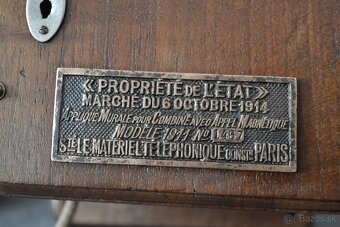 « PROPRIÉTÉ DE L'ÉTAT »
MARCHÉ DU 6 OCTOBRE 1914
APPLIQUE MURALE POUR COMBINÉ AVEC APPEL MAGNÉTIQUE
MODÈLE 1911 No
STÉ LE MATÉRIEL TÉLÉPHONIQUE PARIS
© Bazos.sk